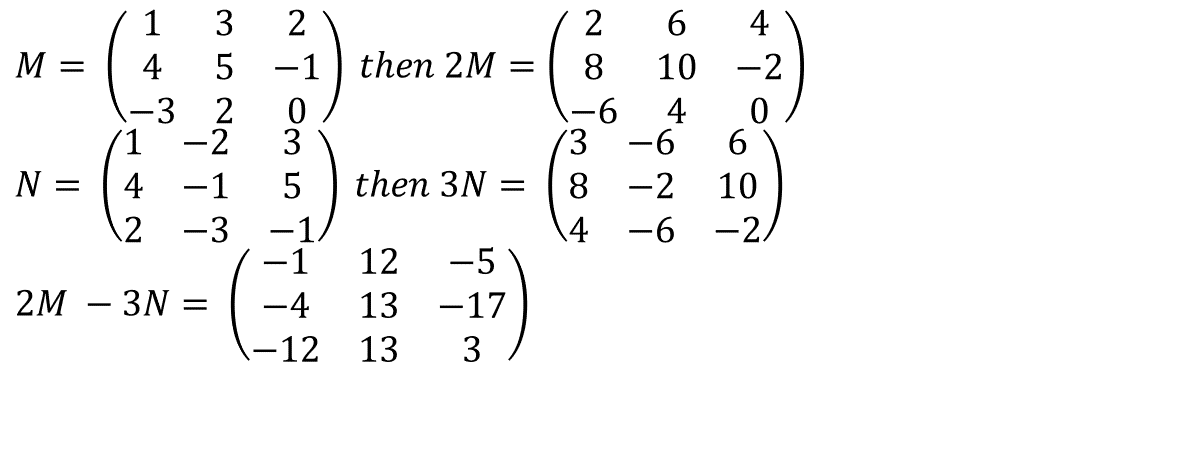 M = ( 1 3 2 ; 4 5 −1 ; −3 2 0 ) then 2M = ( 2 6 4 ; 8 10 −2 ; −6 4 0 )
N = ( 1 −2 3 ; 4 −1 5 ; 2 −3 −1 ) then 3N = ( 3 −6 6 ; 8 −2 10 ; 4 −6 −2 )
2M − 3N = ( −1 12 −5 ; −4 13 −17 ; −12 13 3 )